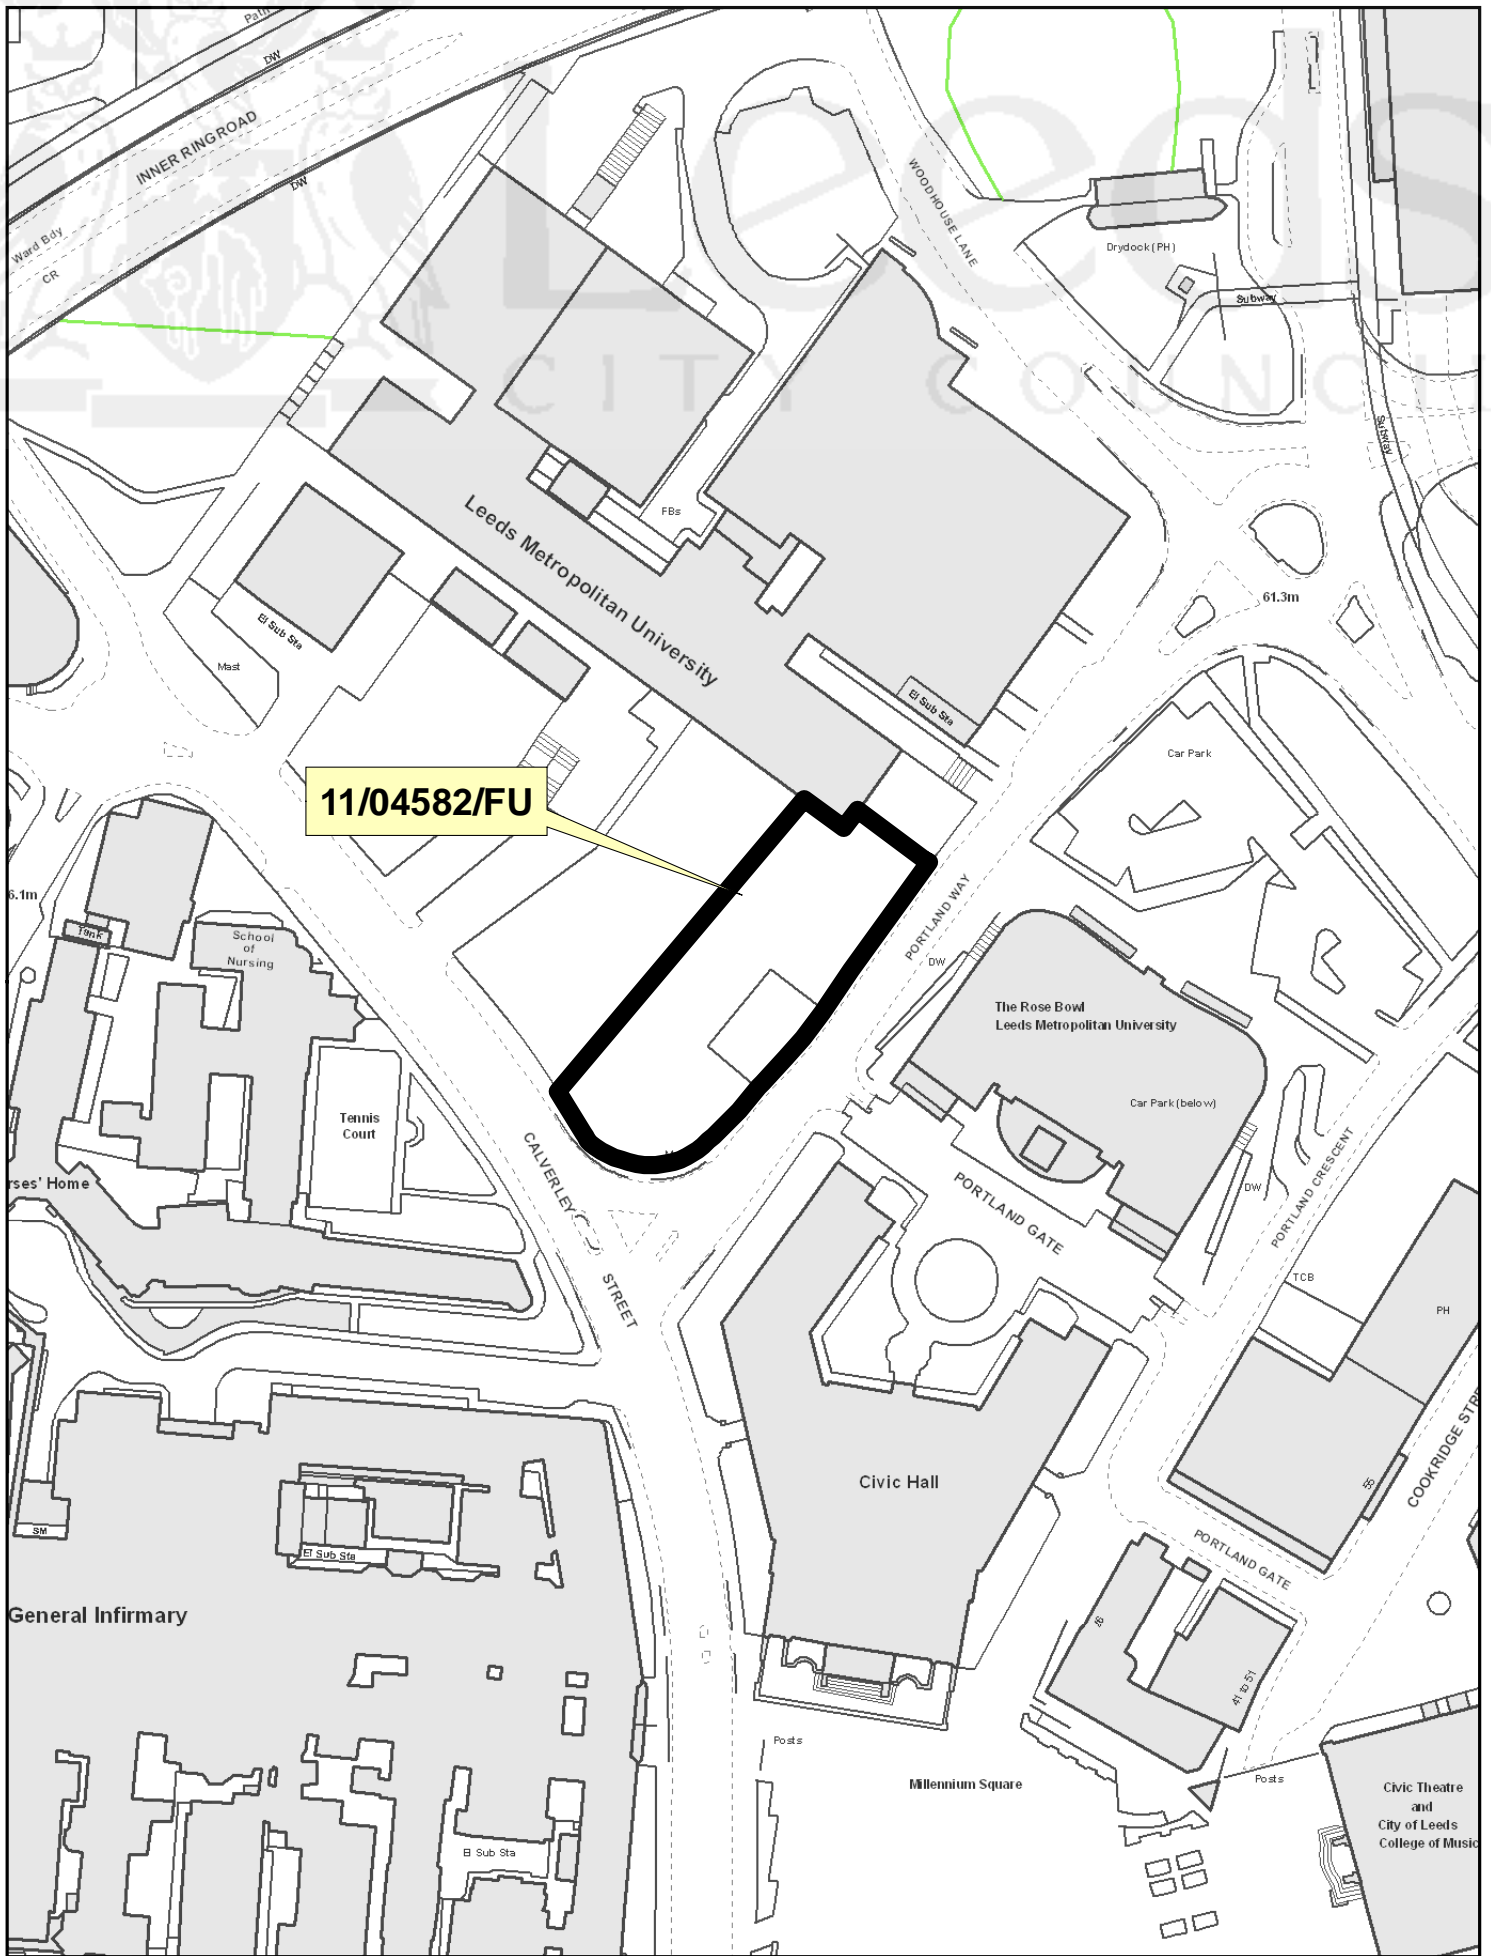 Path
DW
INNER RING ROAD
DW
Ward Bdy
CR
Leeds
CITY COUNCIL
WOODHOUSE LANE
Drydock (PH)
Subway
Subway
FBs
Leeds Metropolitan University
El Sub Sta
Mast
61.3m
El Sub Sta
Car Park
11/04582/FU
6.1m
Tank
School
of
Nursing
PORTLAND WAY
DW
The Rose Bowl
Leeds Metropolitan University
Car Park (below)
Tennis
Court
rses' Home
CALVERLEY
STREET
PORTLAND GATE
DW
PORTLAND CRESCENT
TCB
PH
Civic Hall
55
COOKRIDGE STRE
SM
El Sub Sta
PORTLAND GATE
General Infirmary
41 to 51
Posts
Millennium Square
Posts
Civic Theatre
and
City of Leeds
College of Music
El Sub Sta